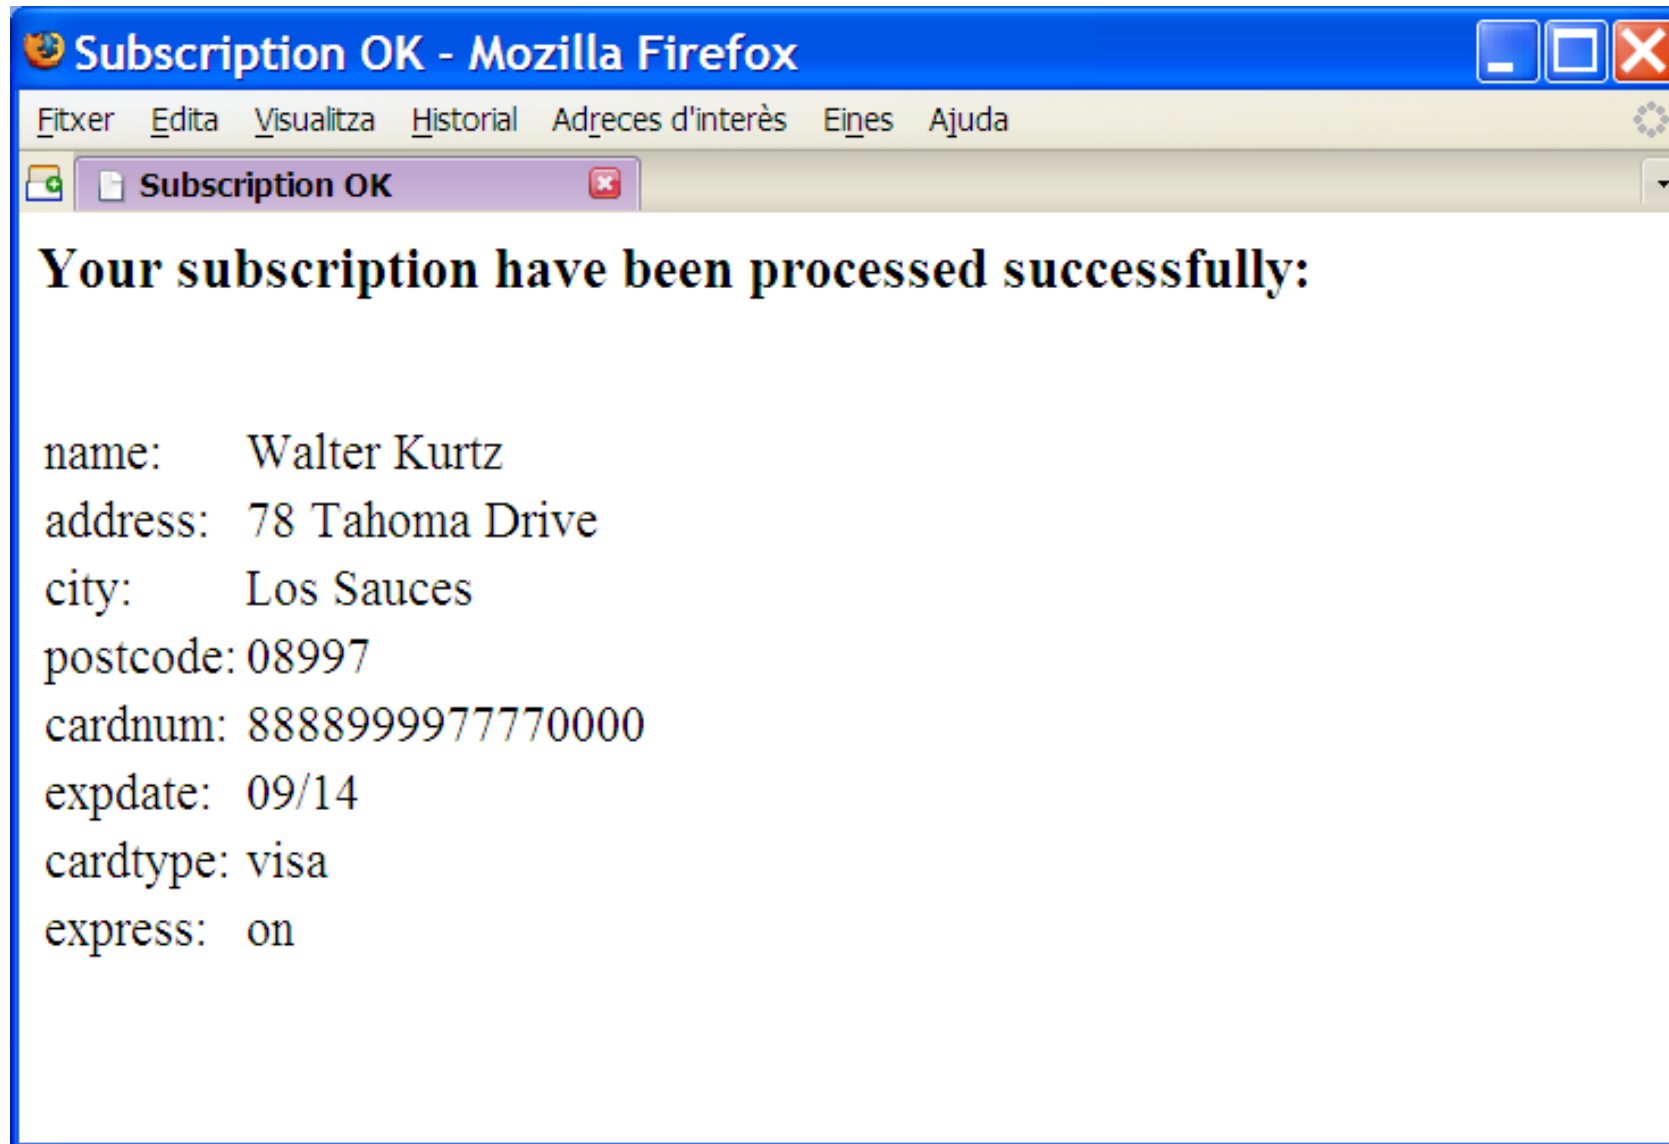 Subscription OK - Mozilla Firefox
Fitxer Edita Visualitza Historial Adreces d'interès Eines Ajuda
Subscription OK
Your subscription have been processed successfully:
name: Walter Kurtz
address: 78 Tahoma Drive
city: Los Sauces
postcode: 08997
cardnum: 8888999977770000
expdate: 09/14
cardtype: visa
express: on